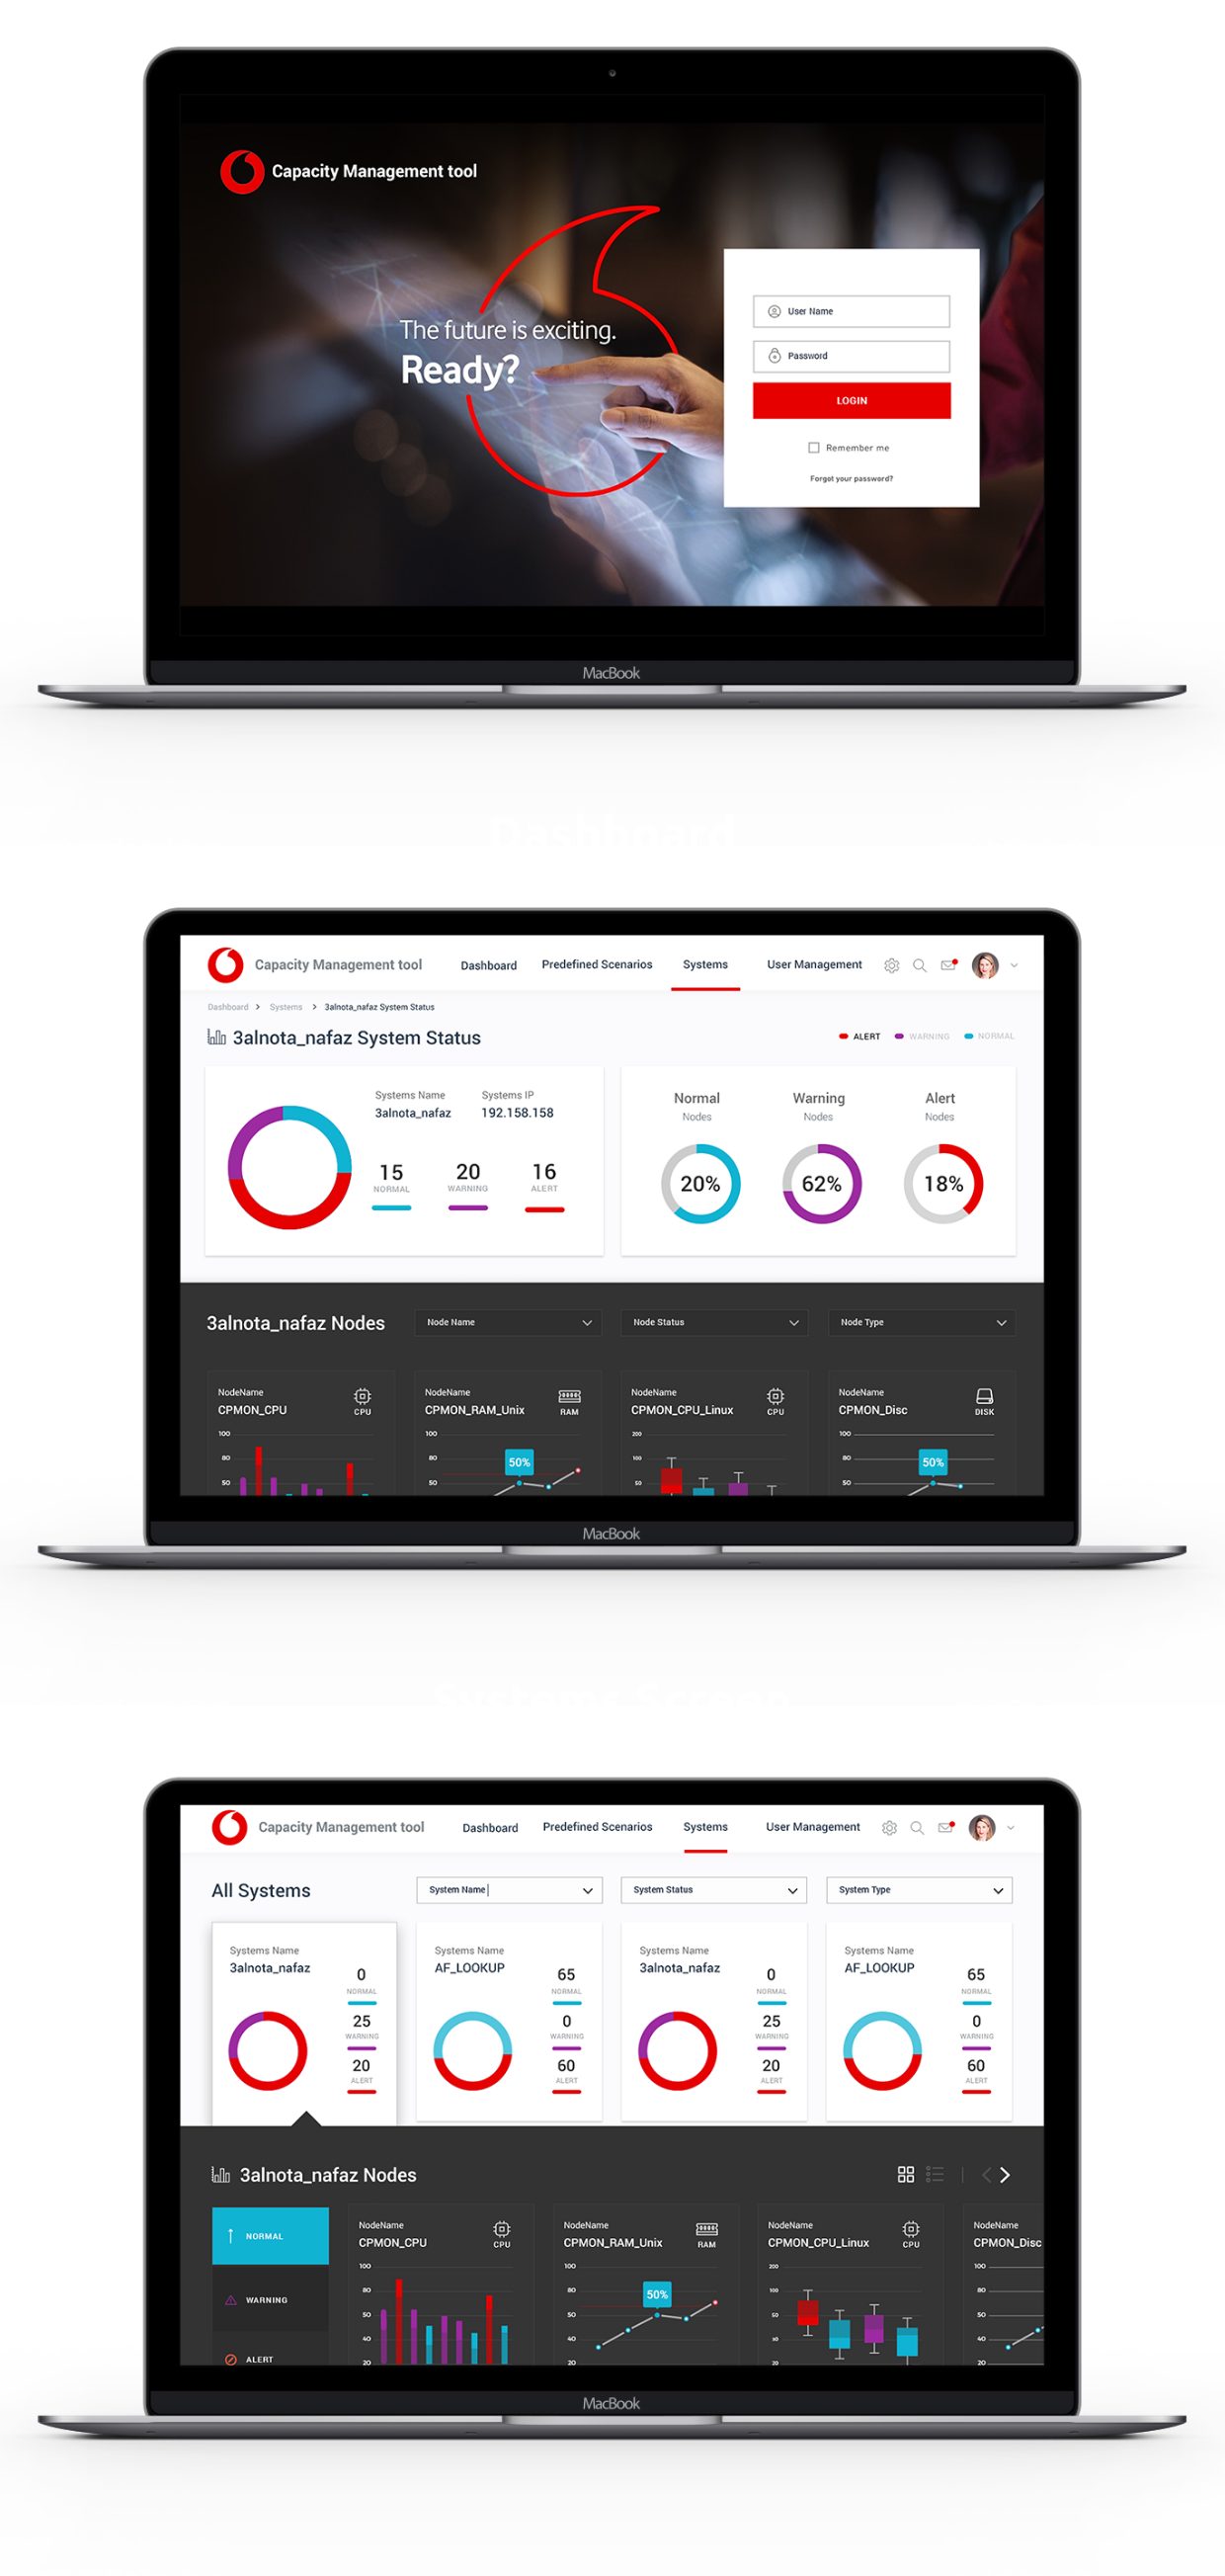 Capacity Management tool
The future is exciting.
Ready?
User Name
Password
LOGIN
Remember me
Forgot your password?
MacBook
Dashboard
Capacity Management tool
Dashboard
Predefined Scenarios
Systems
User Management
Dashboard > Systems > 3alnota_nafaz System Status
3alnota_nafaz System Status
ALERT
WARNING
NORMAL
Systems Name
3alnota_nafaz
Systems IP
192.158.158
15
NORMAL
20
WARNING
16
ALERT
Normal
Nodes
20%
Warning
Nodes
62%
Alert
Nodes
18%
3alnota_nafaz Nodes
Node Name
Node Status
Node Type
NodeName
CPMON_CPU
CPU
100
80
50
NodeName
CPMON_RAM_Unix
RAM
100
80
50
50%
NodeName
CPMON_CPU_Linux
CPU
200
100
50
NodeName
CPMON_Disc
DISK
100
80
50
50%
MacBook
Systems Screen
Capacity Management tool
Dashboard
Predefined Scenarios
Systems
User Management
All Systems
System Name
System Status
System Type
Systems Name
3alnota_nafaz
0
NORMAL
25
WARNING
20
ALERT
Systems Name
AF_LOOKUP
65
NORMAL
0
WARNING
60
ALERT
Systems Name
3alnota_nafaz
0
NORMAL
25
WARNING
20
ALERT
Systems Name
AF_LOOKUP
65
NORMAL
0
WARNING
60
ALERT
3alnota_nafaz Nodes
NORMAL
WARNING
ALERT
NodeName
CPMON_CPU
CPU
100
80
50
40
20
NodeName
CPMON_RAM_Unix
RAM
100
80
50
40
20
50%
NodeName
CPMON_CPU_Linux
CPU
200
100
50
20
NodeName
CPMON_Disc
100
80
50
40
20
MacBook